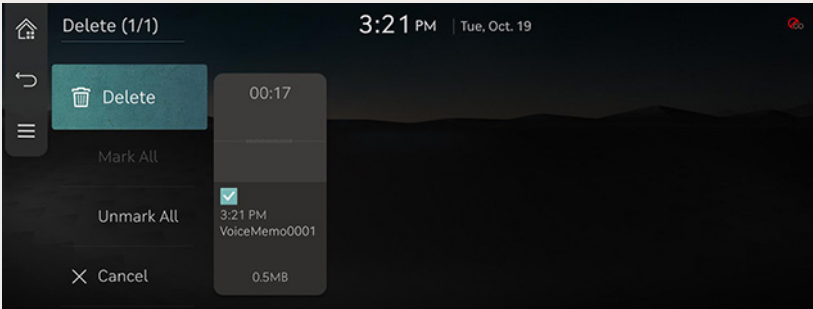 Delete (1/1)
3:21 PM
Tue, Oct. 19
Delete
Mark All
Unmark All
Cancel
00:17
3:21 PM
VoiceMemo0001
0.5MB